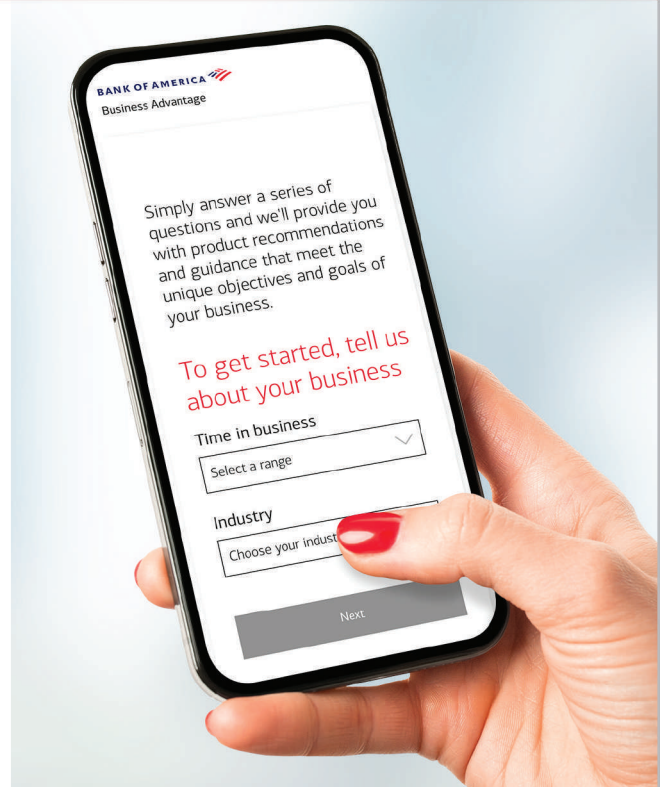 BANK OF AMERICA
Business Advantage
Simply answer a series of
questions and we'll provide you
with product recommendations
and guidance that meet the
unique objectives and goals of
your business.
To get started, tell us
about your business
Time in business
Select a range
Industry
Choose your
Next